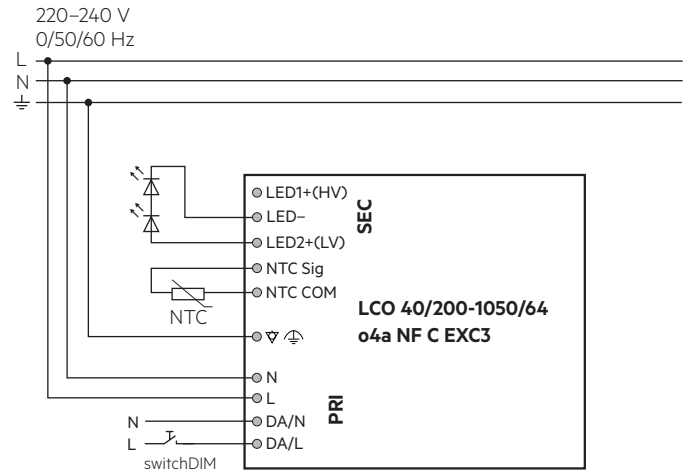 220–240 V
0/50/60 Hz
L
N
LED1+(HV)
LED–
LED2+(LV)
SEC
NTC Sig
NTC COM
NTC
LCO 40/200-1050/64
o4a NF C EXC3
N
L
PRI
N
DA/N
L
DA/L
switchDIM